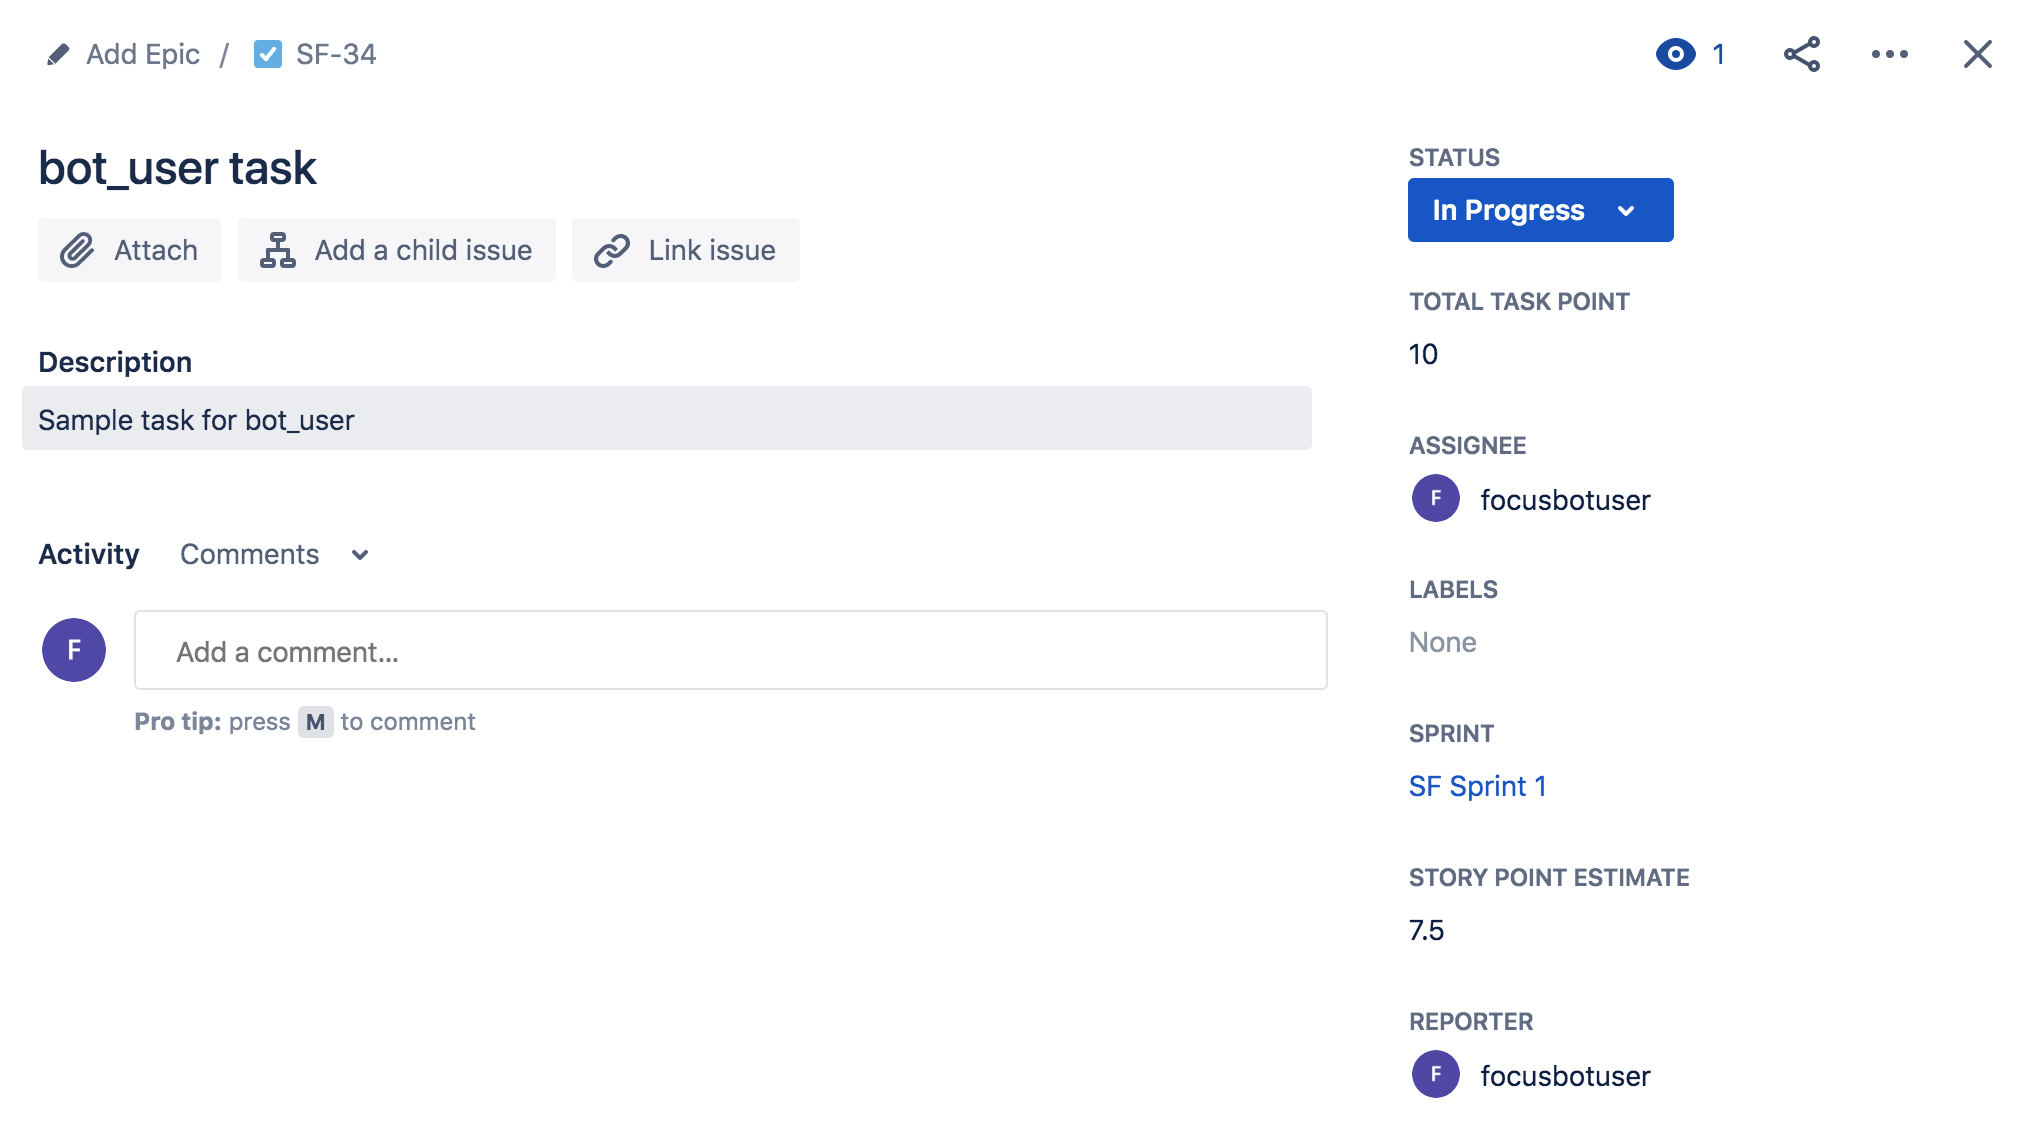 Add Epic / SF-34
1
bot_user task
Attach
Add a child issue
Link issue
Description
Sample task for bot_user
Activity Comments
F
Add a comment...
Pro tip: press M to comment
STATUS
In Progress
TOTAL TASK POINT
10
ASSIGNEE
F focusbotuser
LABELS
None
SPRINT
SF Sprint 1
STORY POINT ESTIMATE
7.5
REPORTER
F focusbotuser